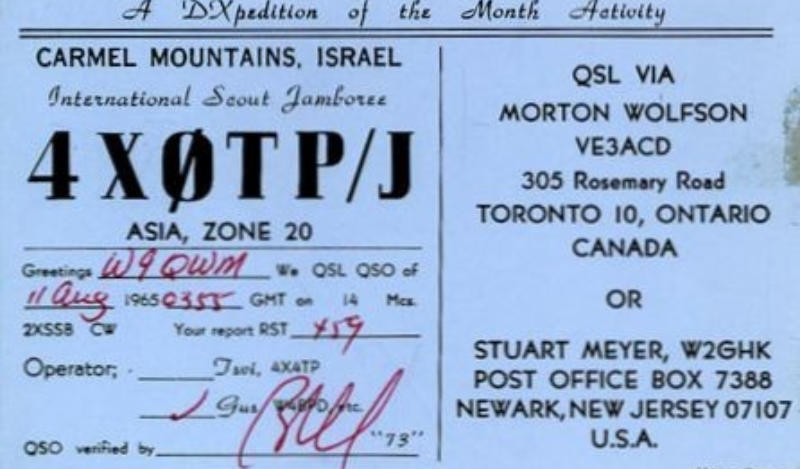 A DXpedition of the Month Activity
CARMEL MOUNTAINS, ISRAEL
International Scout Jamboree
4XØTP/J
ASIA, ZONE 20
Greetings W9QWM We QSL QSO of
11 Aug 1965 0355 GMT on 14 Mcs.
2XSSB CW Your report RST 459
Operator; Tsvi, 4X4TP
Gus W4BPD, etc.
QSO verified by "73"
QSL VIA
MORTON WOLFSON
VE3ACD
305 Rosemary Road
TORONTO 10, ONTARIO
CANADA
OR
STUART MEYER, W2GHK
POST OFFICE BOX 7388
NEWARK, NEW JERSEY 07107
U.S.A.